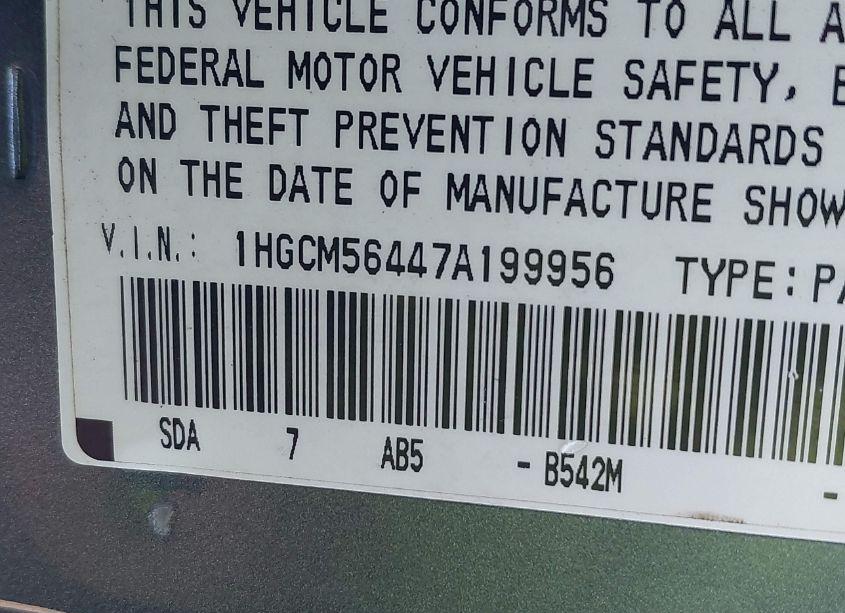 THIS VEHICLE CONFORMS TO ALL A
FEDERAL MOTOR VEHICLE SAFETY,
AND THEFT PREVENTION STANDARDS
ON THE DATE OF MANUFACTURE SHOW
V.I.N.: 1HGCM56447A199956 TYPE: PA
SDA 7 AB5 - B542M -